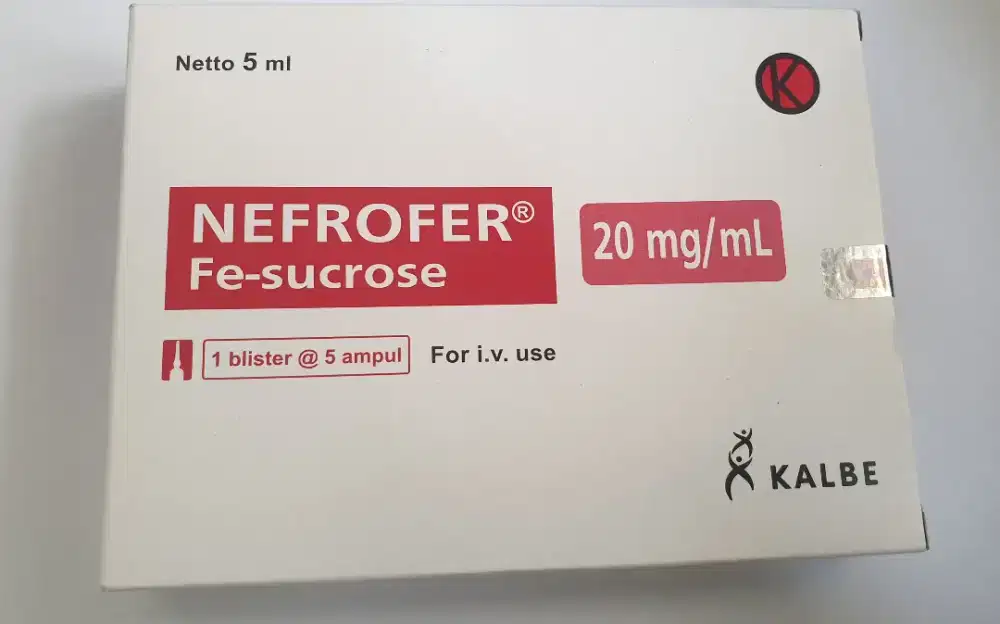 Netto 5 ml
K
NEFROFER®
Fe-sucrose
20 mg/mL
1 blister @ 5 ampul
For i.v. use
KALBE